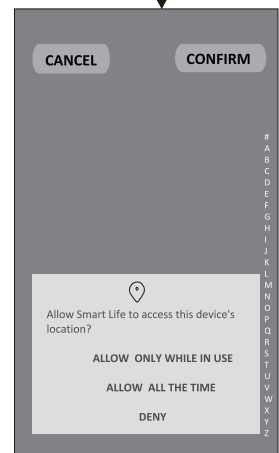 CANCEL CONFIRM
#
A
B
C
D
E
F
G
H
I
J
K
L
M
N
O
P
Q
R
S
T
U
V
W
X
Y
Z
Allow Smart Life to access this device's
location?
ALLOW ONLY WHILE IN USE
ALLOW ALL THE TIME
DENY